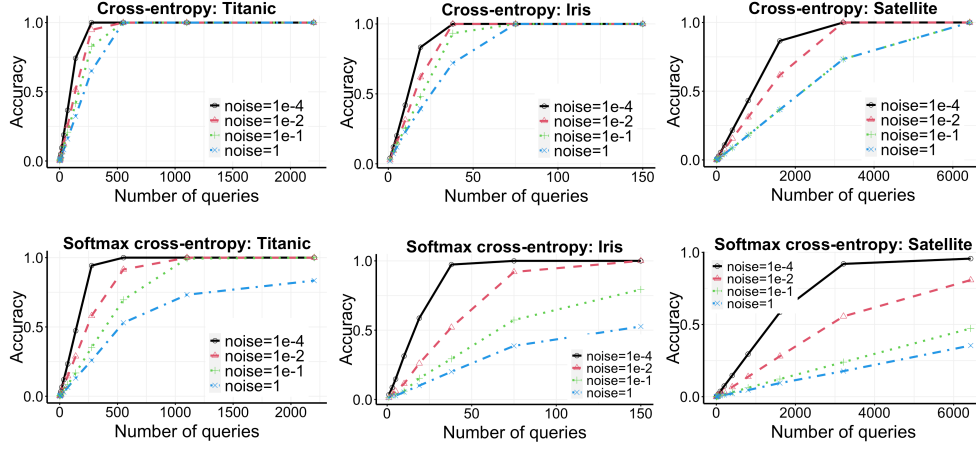 Cross-entropy: Titanic
Accuracy
1.0
0.5
0.0
noise=1e-4
noise=1e-2
noise=1e-1
noise=1
0 500 1000 1500 2000
Number of queries
Cross-entropy: Iris
Accuracy
1.0
0.5
0.0
noise=1e-4
noise=1e-2
noise=1e-1
noise=1
0 50 100 150
Number of queries
Cross-entropy: Satellite
Accuracy
1.0
0.5
0.0
noise=1e-4
noise=1e-2
noise=1e-1
noise=1
0 2000 4000 6000
Number of queries
Softmax cross-entropy: Titanic
Accuracy
1.0
0.5
0.0
noise=1e-4
noise=1e-2
noise=1e-1
noise=1
0 500 1000 1500 2000
Number of queries
Softmax cross-entropy: Iris
Accuracy
1.0
0.5
0.0
noise=1e-4
noise=1e-2
noise=1e-1
noise=1
0 50 100 150
Number of queries
Softmax cross-entropy: Satellite
Accuracy
1.0
0.5
0.0
noise=1e-4
noise=1e-2
noise=1e-1
noise=1
0 2000 4000 6000
Number of queries